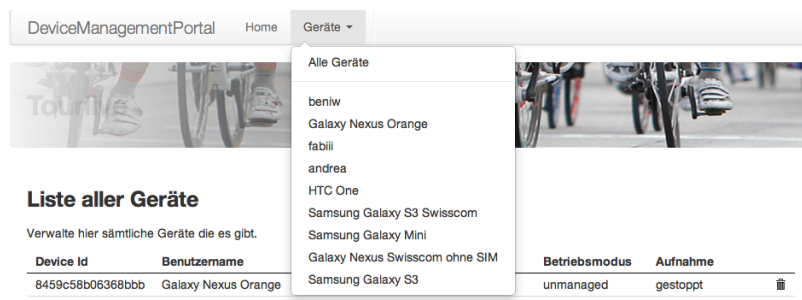 DeviceManagementPortal Home Geräte
Alle Geräte
Tourlive
beniw
Galaxy Nexus Orange
fabiii
andrea
HTC One
Samsung Galaxy S3 Swisscom
Samsung Galaxy Mini
Galaxy Nexus Swisscom ohne SIM
Samsung Galaxy S3
Liste aller Geräte
Verwalte hier sämtliche Geräte die es gibt.
Device Id Benutzername Betriebsmodus Aufnahme
8459c58b06368bbb Galaxy Nexus Orange unmanaged gestoppt